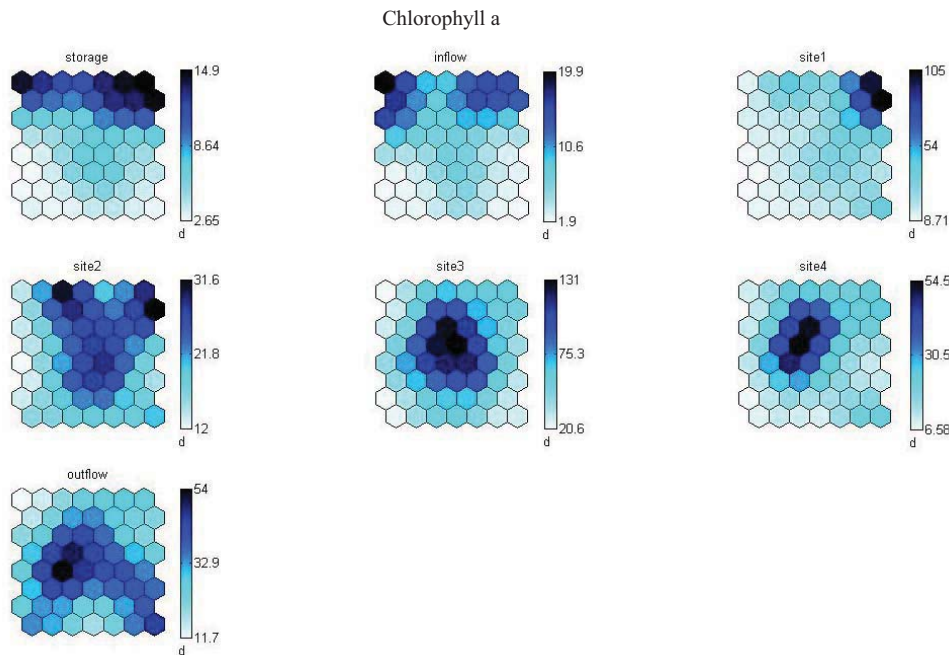 Chlorophyll a
storage
14.9
8.64
2.65
d
inflow
19.9
10.6
1.9
d
site1
105
54
8.71
d
site2
31.6
21.8
12
d
site3
131
75.3
20.6
d
site4
54.5
30.5
6.58
d
outflow
54
32.9
11.7
d